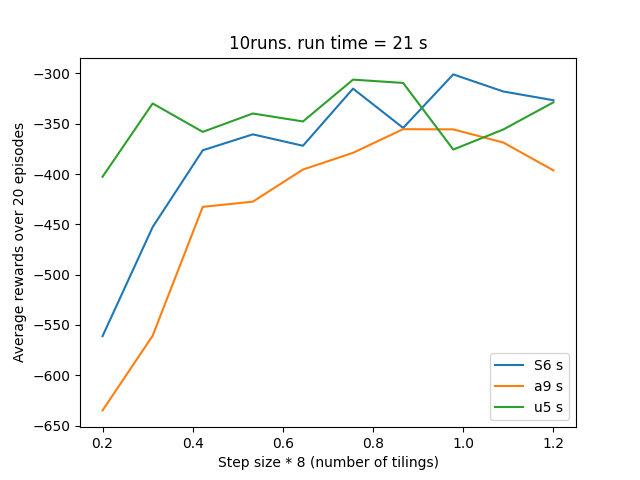 10runs. run time = 21 s
Average rewards over 20 episodes
−300
−350
−400
−450
−500
−550
−600
−650
0.2 0.4 0.6 0.8 1.0 1.2
Step size * 8 (number of tilings)
S6 s
a9 s
u5 s